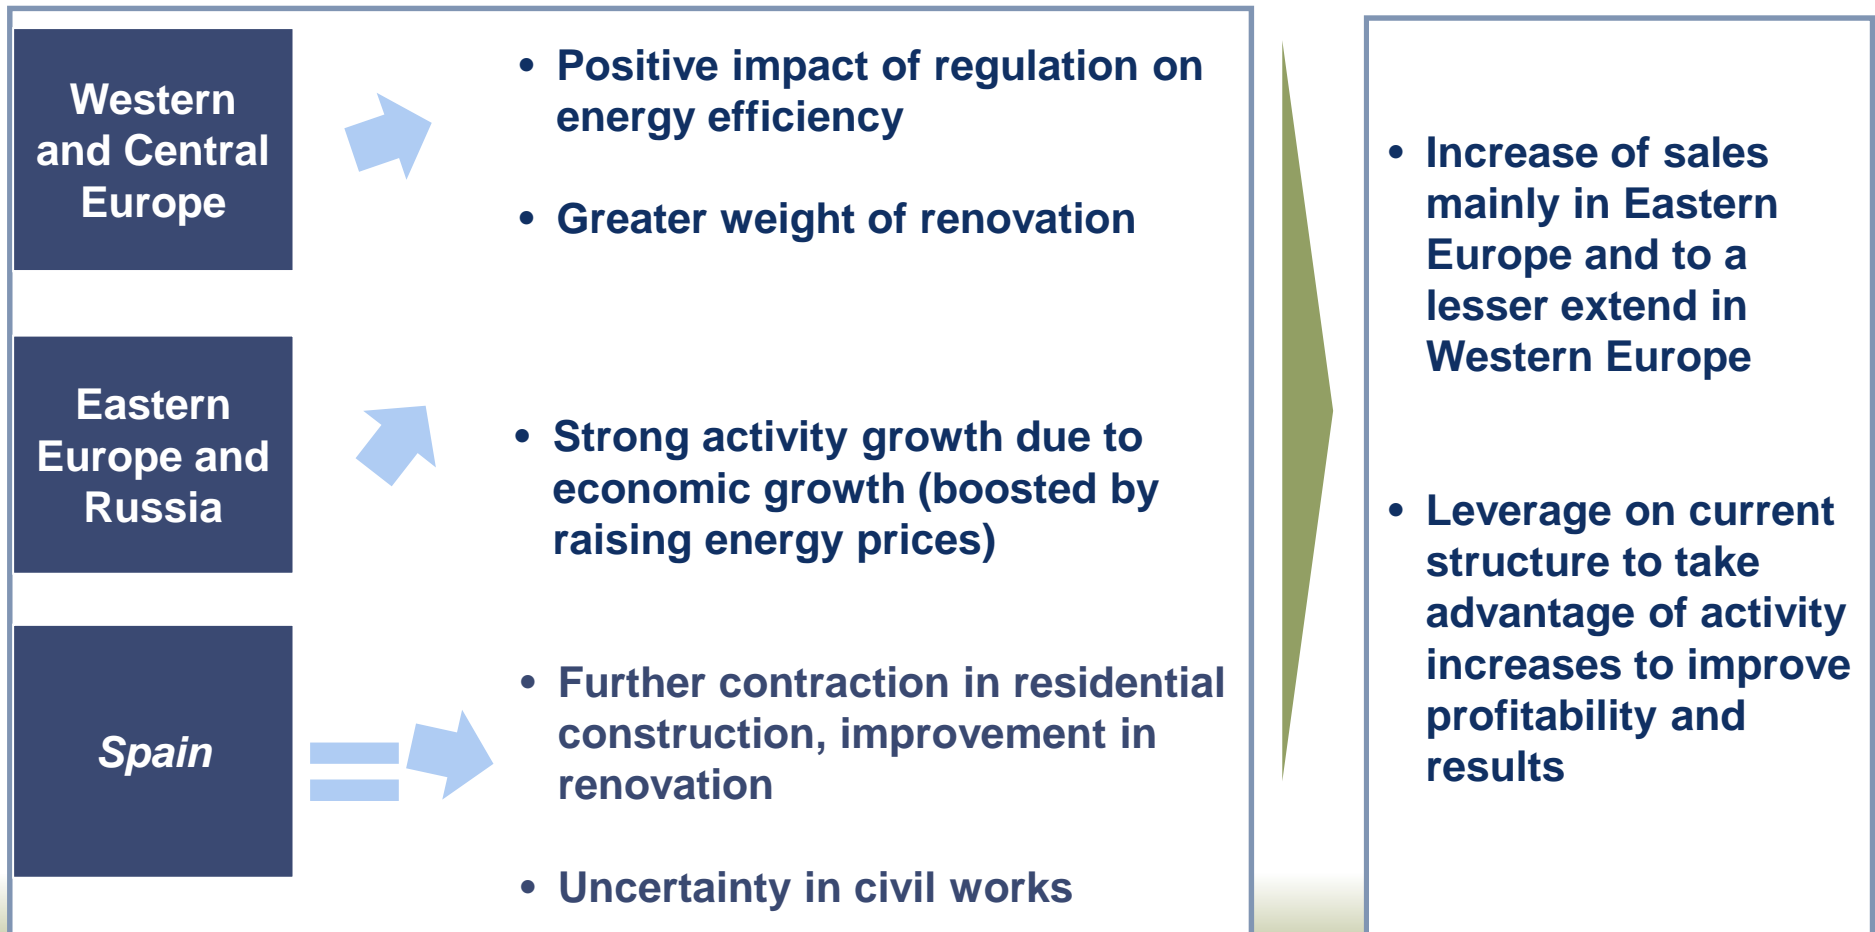 Western
and Central
Europe
• Positive impact of regulation on
energy efficiency
• Greater weight of renovation
Eastern
Europe and
Russia
• Strong activity growth due to
economic growth (boosted by
raising energy prices)
Spain
• Further contraction in residential
construction, improvement in
renovation
• Uncertainty in civil works
• Increase of sales
mainly in Eastern
Europe and to a
lesser extend in
Western Europe
• Leverage on current
structure to take
advantage of activity
increases to improve
profitability and
results